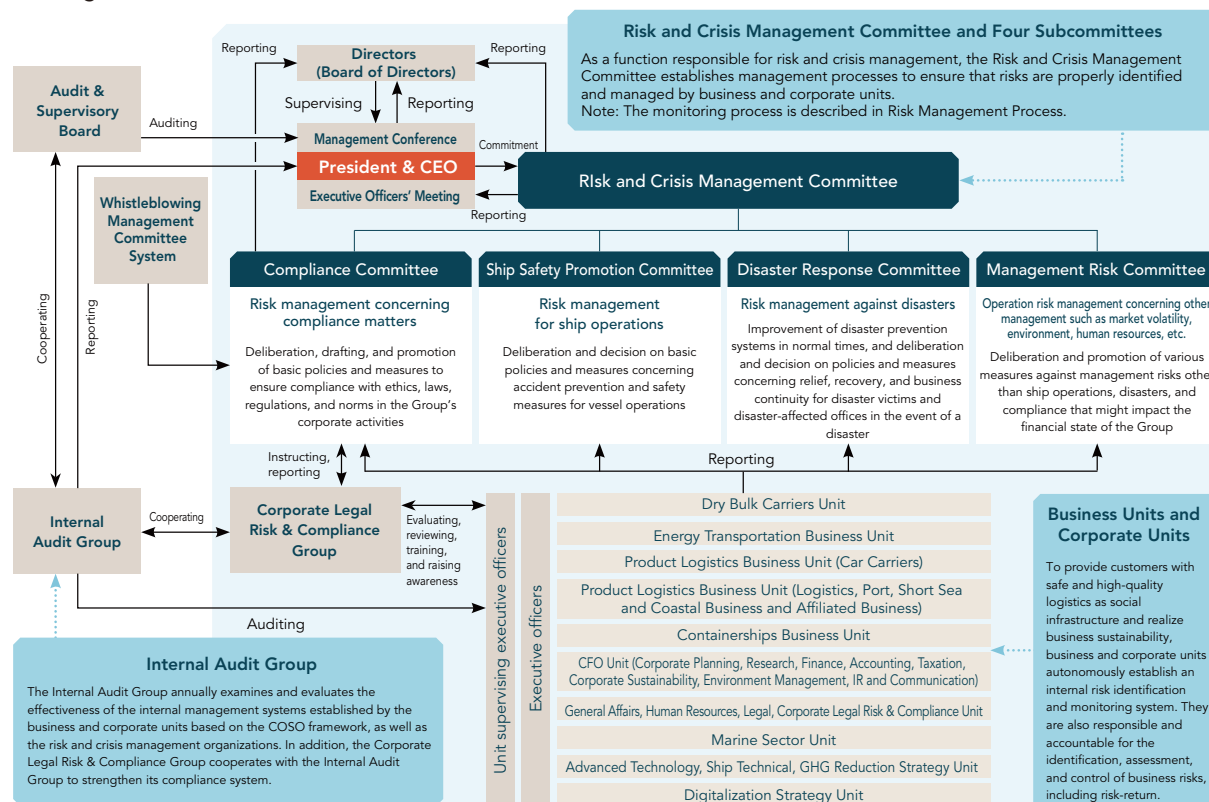 Risk and Crisis Management Committee and Four Subcommittees
As a function responsible for risk and crisis management, the Risk and Crisis Management
Committee establishes management processes to ensure that risks are properly identified
and managed by business and corporate units.
Note: The monitoring process is described in Risk Management Process.
Reporting
Directors
(Board of Directors)
Reporting
Supervising
Reporting
Audit &
Supervisory
Board
Auditing
Management Conference
President & CEO
Executive Officers' Meeting
Commitment
Reporting
RIsk and Crisis Management Committee
Whistleblowing
Management
Committee
System
Cooperating
Reporting
Compliance Committee
Risk management concerning
compliance matters
Deliberation, drafting, and promotion
of basic policies and measures to
ensure compliance with ethics, laws,
regulations, and norms in the Group's
corporate activities
Ship Safety Promotion Committee
Risk management
for ship operations
Deliberation and decision on basic
policies and measures concerning
accident prevention and safety
measures for vessel operations
Disaster Response Committee
Risk management against disasters
Improvement of disaster prevention
systems in normal times, and deliberation
and decision on policies and measures
concerning relief, recovery, and business
continuity for disaster victims and
disaster-affected offices in the event of a
disaster
Management Risk Committee
Operation risk management concerning other
management such as market volatility,
environment, human resources, etc.
Deliberation and promotion of various
measures against management risks othe
than ship operations, disasters, and
compliance that might impact the
financial state of the Group
Instructing,
reporting
Reporting
Internal
Audit Group
Cooperating
Corporate Legal
Risk & Compliance
Group
Evaluating,
reviewing,
training,
and raising
awareness
Auditing
Unit supervising executive officers
Executive officers
Dry Bulk Carriers Unit
Energy Transportation Business Unit
Product Logistics Business Unit (Car Carriers)
Product Logistics Business Unit (Logistics, Port, Short Sea
and Coastal Business and Affiliated Business)
Containerships Business Unit
CFO Unit (Corporate Planning, Research, Finance, Accounting, Taxation,
Corporate Sustainability, Environment Management, IR and Communication)
General Affairs, Human Resources, Legal, Corporate Legal Risk & Compliance Unit
Marine Sector Unit
Advanced Technology, Ship Technical, GHG Reduction Strategy Unit
Digitalization Strategy Unit
Business Units and
Corporate Units
To provide customers with
safe and high-quality
logistics as social
infrastructure and realize
business sustainability,
business and corporate units
autonomously establish an
internal risk identification
and monitoring system. They
are also responsible and
accountable for the
identification, assessment,
and control of business risks,
including risk-return.
Internal Audit Group
The Internal Audit Group annually examines and evaluates the
effectiveness of the internal management systems established by the
business and corporate units based on the COSO framework, as well as
the risk and crisis management organizations. In addition, the Corporate
Legal Risk & Compliance Group cooperates with the Internal Audit
Group to strengthen its compliance system.